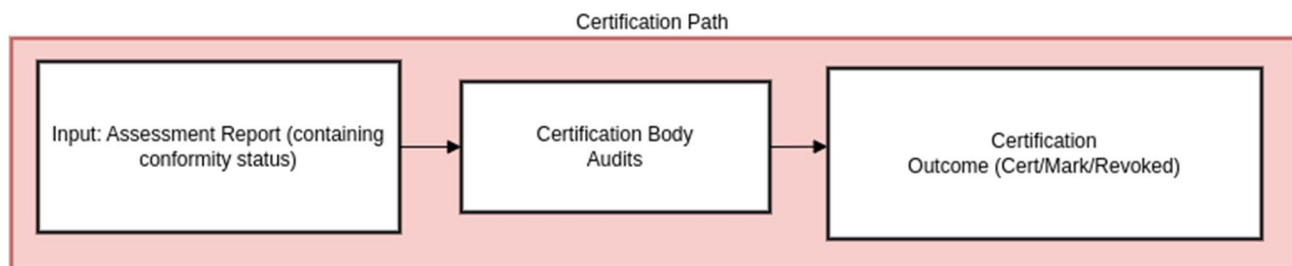 Certification Path
Input: Assessment Report (containing
conformity status)
Certification Body
Audits
Certification
Outcome (Cert/Mark/Revoked)